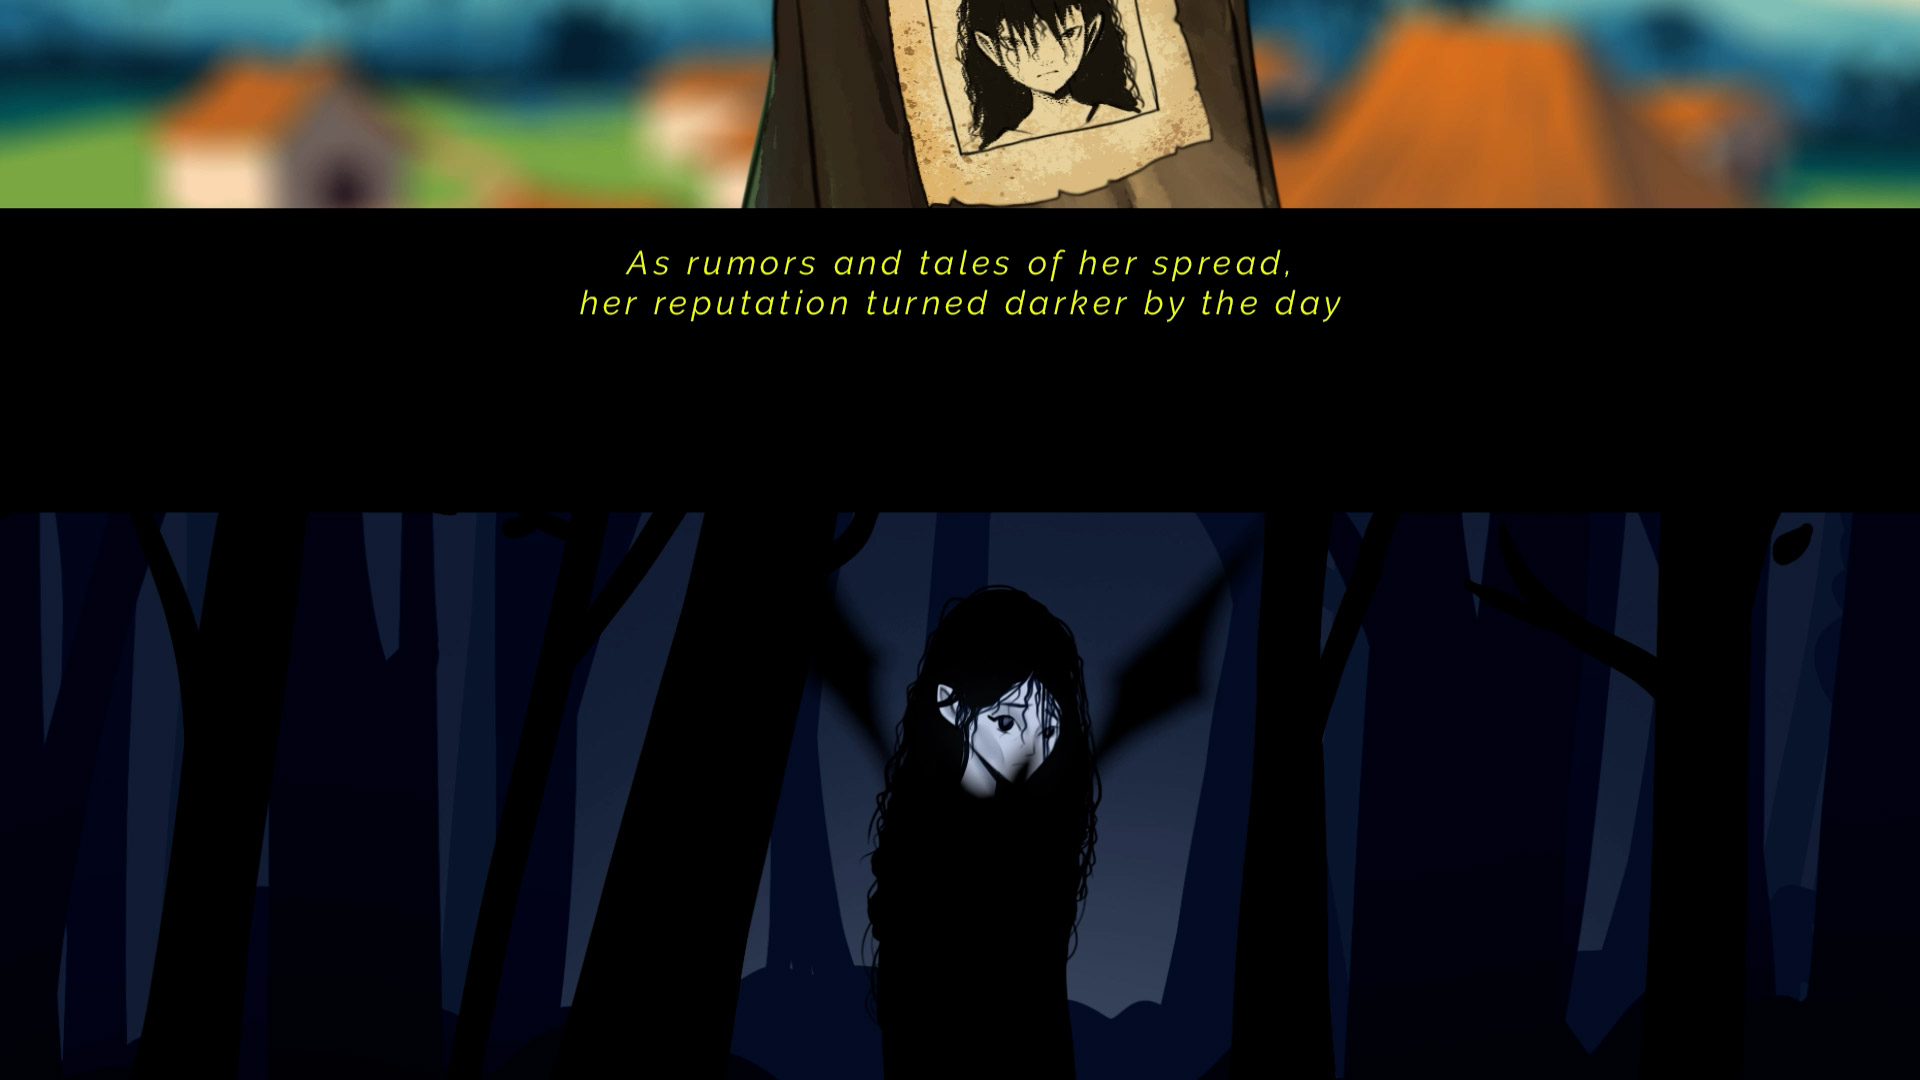 As rumors and tales of her spread,
her reputation turned darker by the day